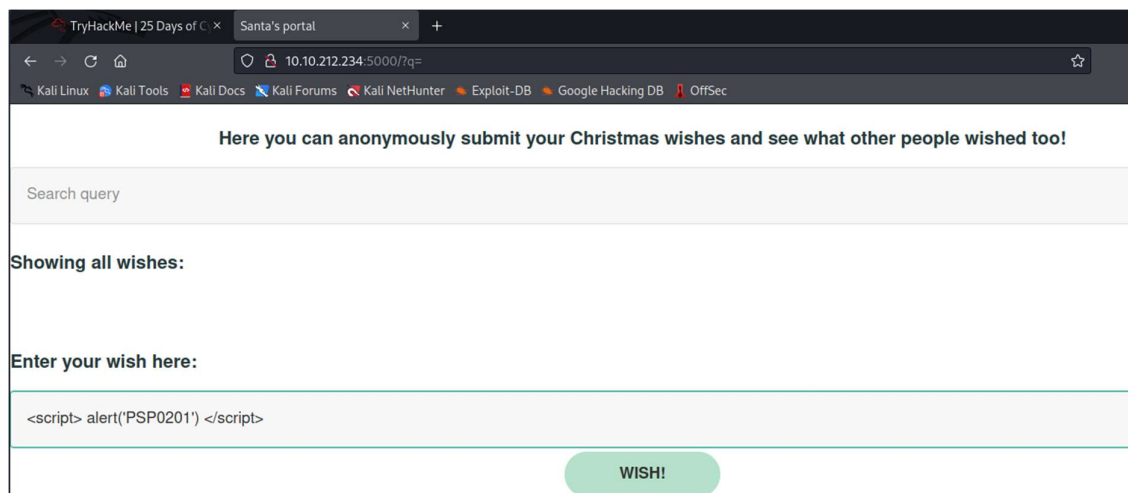 TryHackMe | 25 Days of Cy
Santa's portal
10.10.212.234:5000/?q=
Kali Linux Kali Tools Kali Docs Kali Forums Kali NetHunter Exploit-DB Google Hacking DB OffSec
Here you can anonymously submit your Christmas wishes and see what other people wished too!
Search query
Showing all wishes:
Enter your wish here:
<script> alert('PSP0201') </script>
WISH!